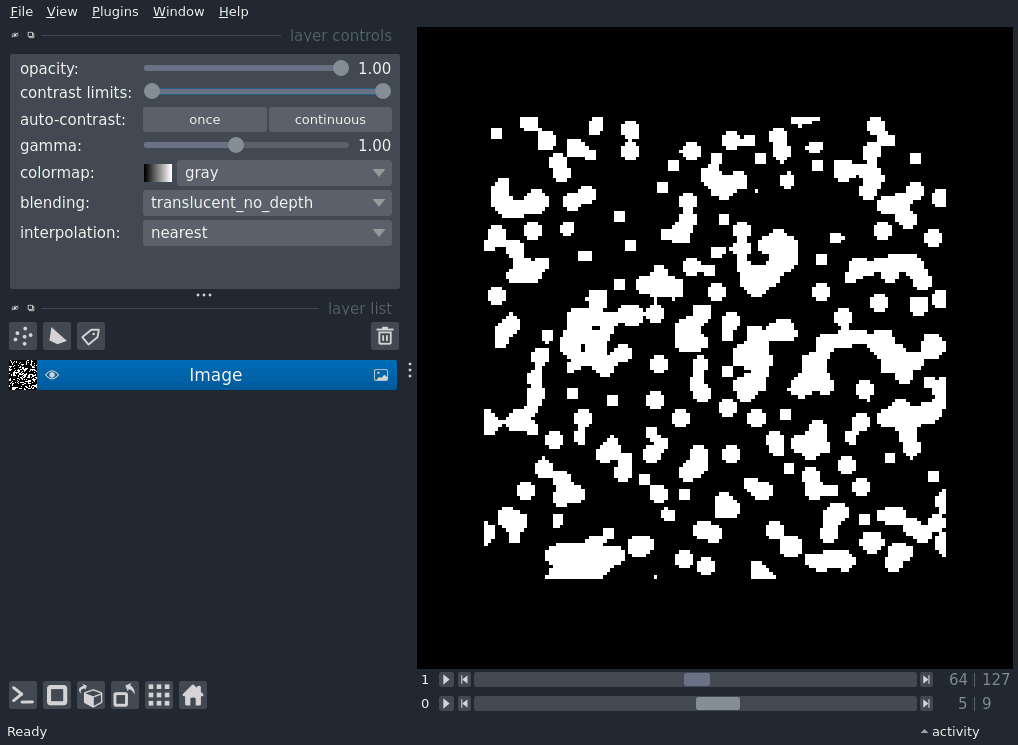 File View Plugins Window Help
layer controls
opacity: 1.00
contrast limits:
auto-contrast: once continuous
gamma: 1.00
colormap: gray
blending: translucent_no_depth
interpolation: nearest
layer list
Image
1 64 | 127
0 5 | 9
Ready activity